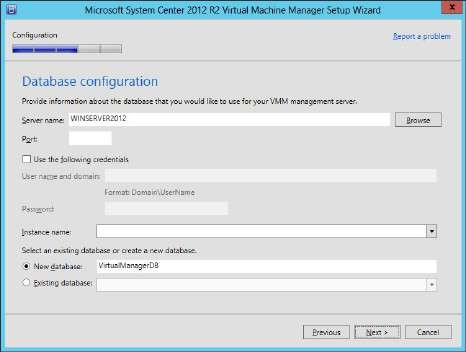 Microsoft System Center 2012 R2 Virtual Machine Manager Setup Wizard
x
Configuration
Report a problem
Database configuration
Provide information about the database that you would like to use for your VMM management server.
Server name: WINSERVER2012 Browse
Port:
Use the following credentials
User name and domain:
Format: Domain\UserName
Password:
Instance name:
Select an existing database or create a new database.
New database: VirtualManagerDB
Existing database:
Previous Next > Cancel